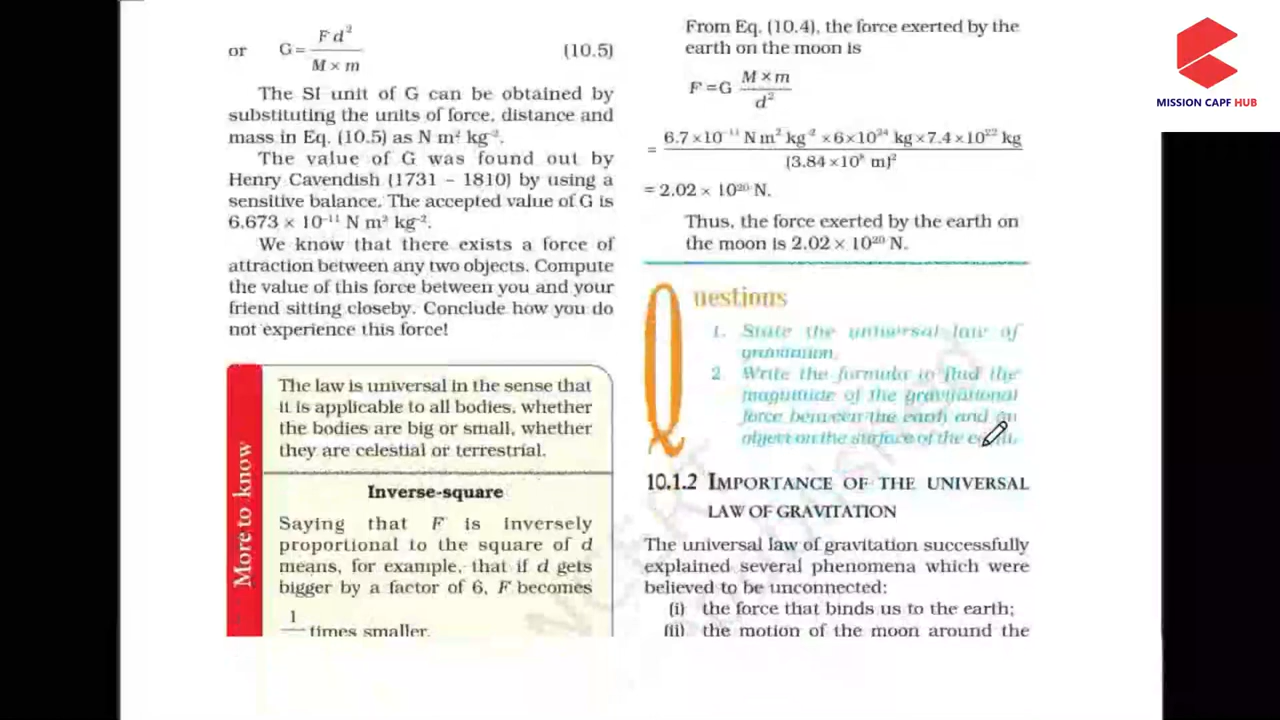 or G = F d² / M × m (10.5)
The SI unit of G can be obtained by
substituting the units of force, distance and
mass in Eq. (10.5) as N m² kg⁻².
The value of G was found out by
Henry Cavendish (1731 – 1810) by using a
sensitive balance. The accepted value of G is
6.673 × 10⁻¹¹ N m² kg⁻².
We know that there exists a force of
attraction between any two objects. Compute
the value of this force between you and your
friend sitting closeby. Conclude how you do
not experience this force!
More to know
The law is universal in the sense that
it is applicable to all bodies, whether
the bodies are big or small, whether
they are celestial or terrestrial.
Inverse-square
Saying that F is inversely
proportional to the square of d
means, for example, that if d gets
bigger by a factor of 6, F becomes
1
times smaller.
From Eq. (10.4), the force exerted by the
earth on the moon is
F = G M × m / d²
= 6.7 × 10⁻¹¹ N m² kg⁻² × 6 × 10²⁴ kg × 7.4 × 10²² kg / (3.84 × 10⁸ m)²
= 2.02 × 10²⁰ N.
Thus, the force exerted by the earth on
the moon is 2.02 × 10²⁰ N.
Questions
1. State the universal law of
gravitation.
2. Write the formula to find the
magnitude of the gravitational
force between the earth and an
object on the surface of the
10.1.2 IMPORTANCE OF THE UNIVERSAL
LAW OF GRAVITATION
The universal law of gravitation successfully
explained several phenomena which were
believed to be unconnected:
(i) the force that binds us to the earth;
(ii) the motion of the moon around the
MISSION CAPF HUB